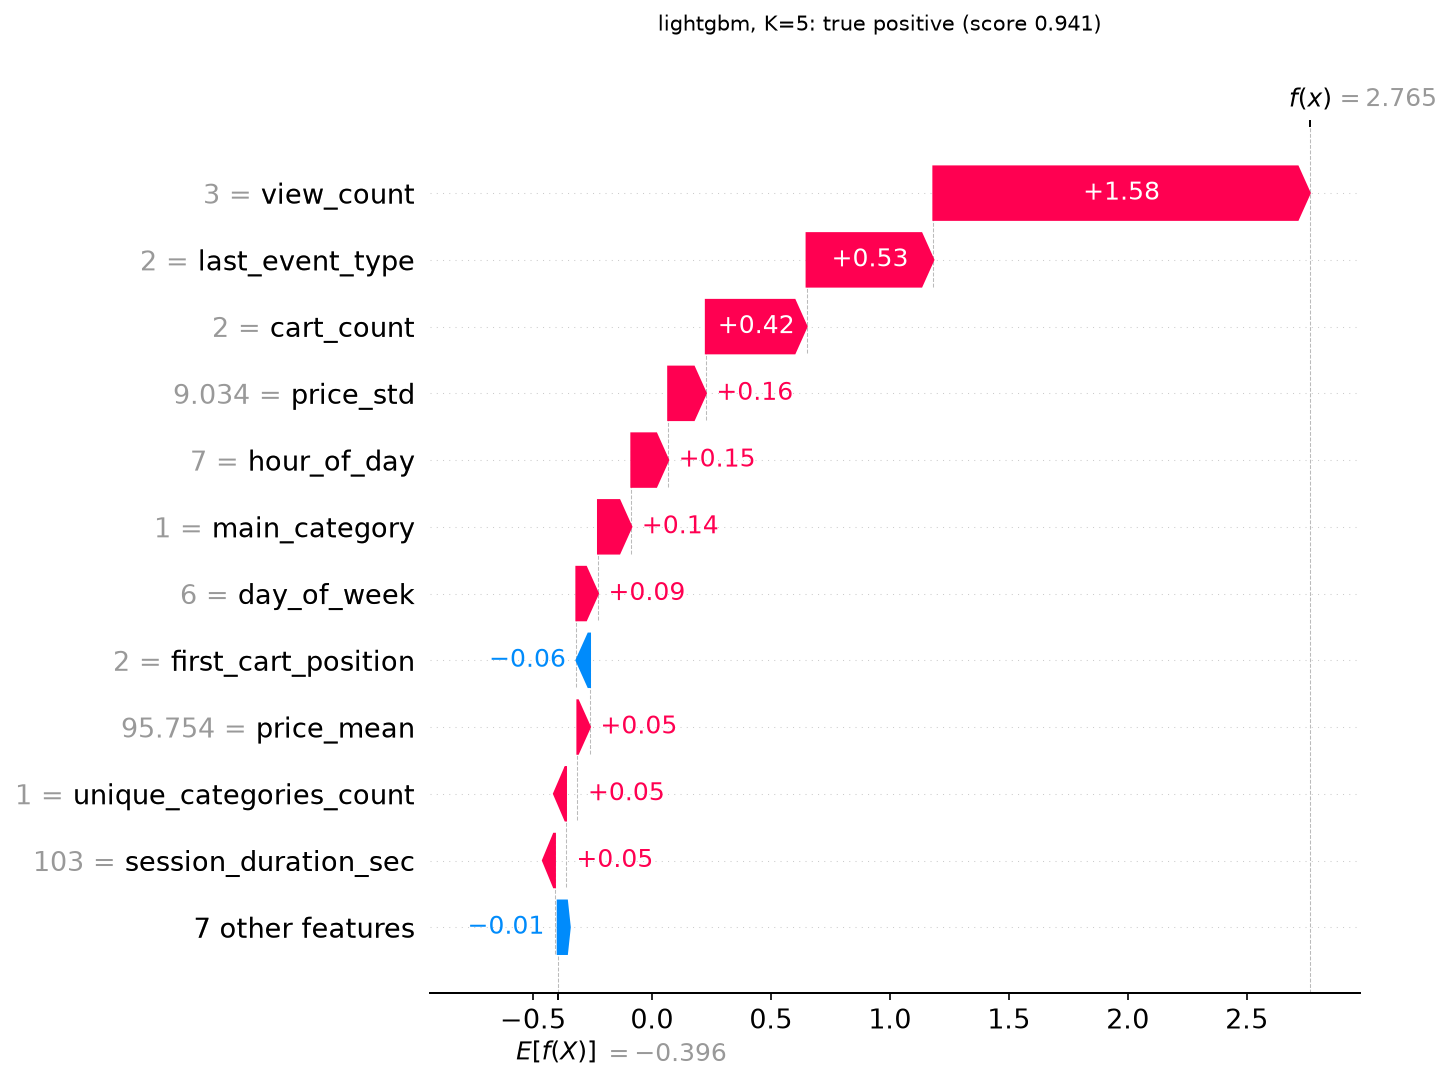 lightgbm, K=5: true positive (score 0.941)
f(x) = 2.765
3 = view_count +1.58
2 = last_event_type +0.53
2 = cart_count +0.42
9.034 = price_std +0.16
7 = hour_of_day +0.15
1 = main_category +0.14
6 = day_of_week +0.09
2 = first_cart_position −0.06
95.754 = price_mean +0.05
1 = unique_categories_count +0.05
103 = session_duration_sec +0.05
7 other features −0.01
−0.5 0.0 0.5 1.0 1.5 2.0 2.5
E[f(X)] = −0.396